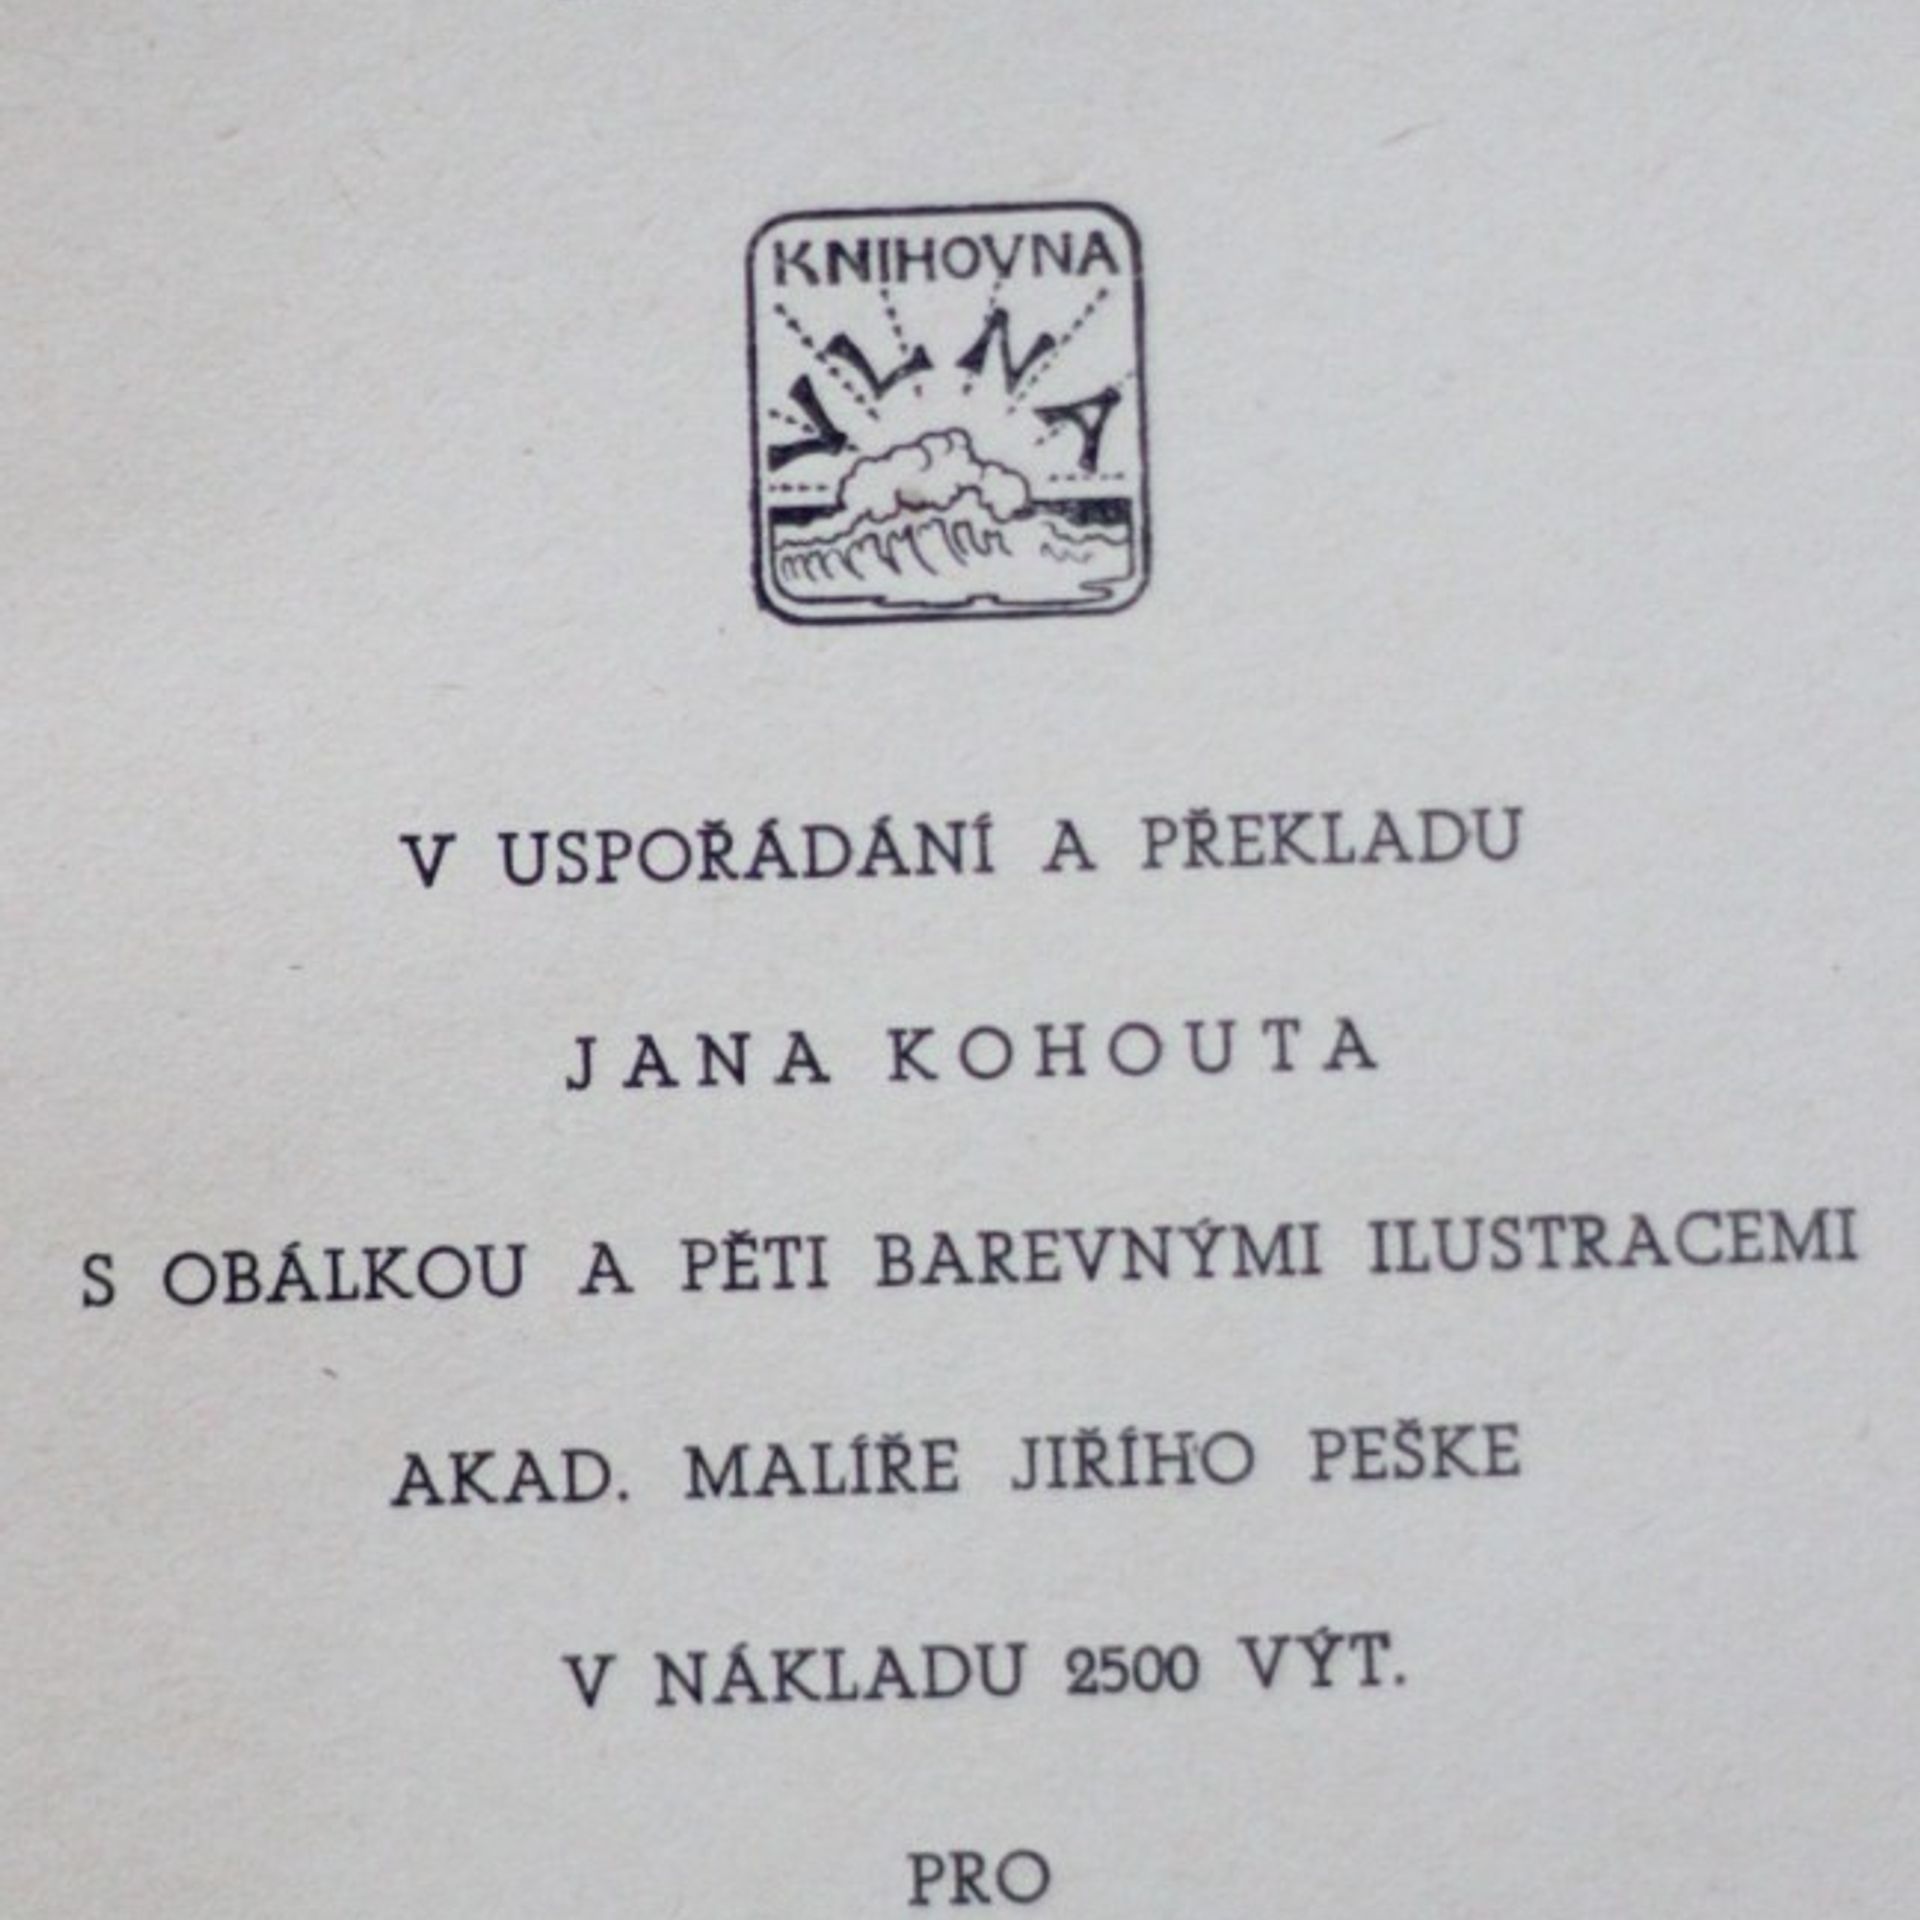 KNIHOVNA
VLNA
V USPOŘÁDÁNÍ A PŘEKLADU
JANA KOHOUTA
S OBÁLKOU A PĚTI BAREVNÝMI ILUSTRACEMI
AKAD. MALÍŘE JIŘÍHO PEŠKE
V NÁKLADU 2500 VÝT.
PRO